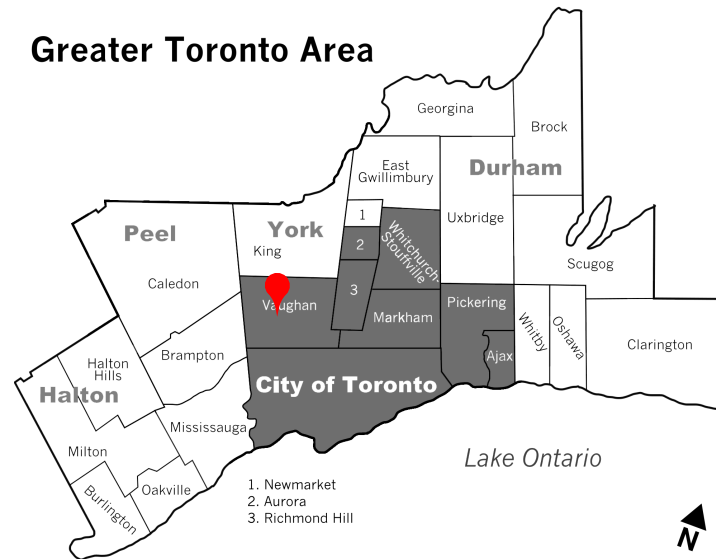 Greater Toronto Area
Georgina
Brock
East
Gwillimbury
Durham
1
Uxbridge
Peel
York
King
2
Whitchurch-
Stouffville
Scugog
Caledon
3
Vaughan
Pickering
Markham
Whitby
Oshawa
Clarington
Brampton
Ajax
Halton
Hills
Halton
City of Toronto
Mississauga
Milton
Lake Ontario
Burlington
Oakville
1. Newmarket
2. Aurora
3. Richmond Hill
N